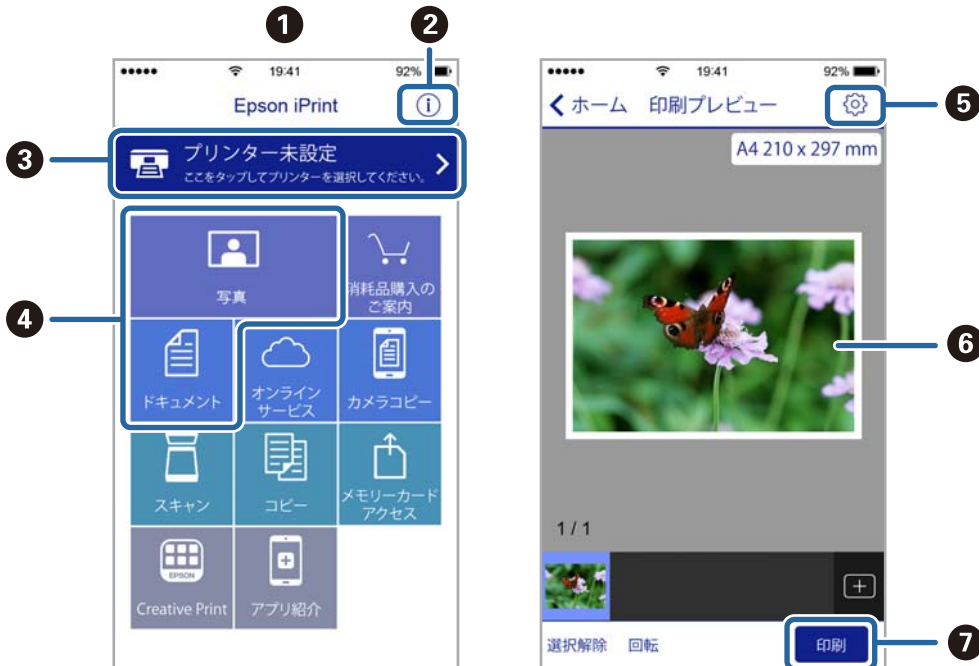 1
2
19:41
92%
Epson iPrint
3
プリンター未設定
ここをタップしてプリンターを選択してください。
4
写真
消耗品購入の
ご案内
ドキュメント
オンライン
サービス
カメラコピー
スキャン
コピー
メモリーカード
アクセス
EPSON
Creative Print
アプリ紹介
19:41
92%
ホーム
印刷プレビュー
5
A4 210 x 297 mm
6
1 / 1
選択解除
回転
印刷
7